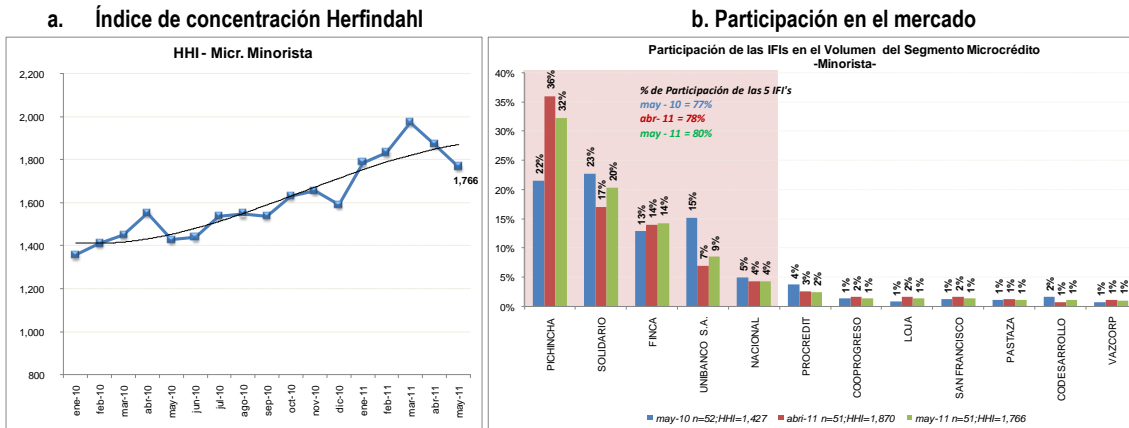 a. Índice de concentración Herfindahl
HHI - Micr. Minorista
2,200
2,000
1,800
1,600
1,400
1,200
1,000
800
1,766
ene-10
feb-10
mar-10
abr-10
may-10
jun-10
jul-10
ago-10
sep-10
oct-10
nov-10
dic-10
ene-11
feb-11
mar-11
abr-11
may-11
b. Participación en el mercado
Participación de las IFIs en el Volumen del Segmento Microcrédito
-Minorista-
40%
35%
30%
25%
20%
15%
10%
5%
0%
% de Participación de las 5 IFI's
may - 10 = 77%
abr- 11 = 78%
may - 11 = 80%
22%
36%
32%
23%
17%
20%
13%
14%
14%
15%
7%
9%
5%
4%
4%
4%
3%
2%
1%
2%
1%
1%
2%
1%
1%
2%
1%
1%
1%
1%
2%
1%
1%
1%
1%
1%
PICHINCHA
SOLIDARIO
FINCA
UNIBANCO S.A.
NACIONAL
PROCREDIT
COOPROGRESO
LOJA
SAN FRANCISCO
PASTAZA
CODESARROLLO
VAZCORP
may-10 n=52;HHI=1,427 abri-11 n=51;HHI=1,870 may-11 n=51;HHI=1,766